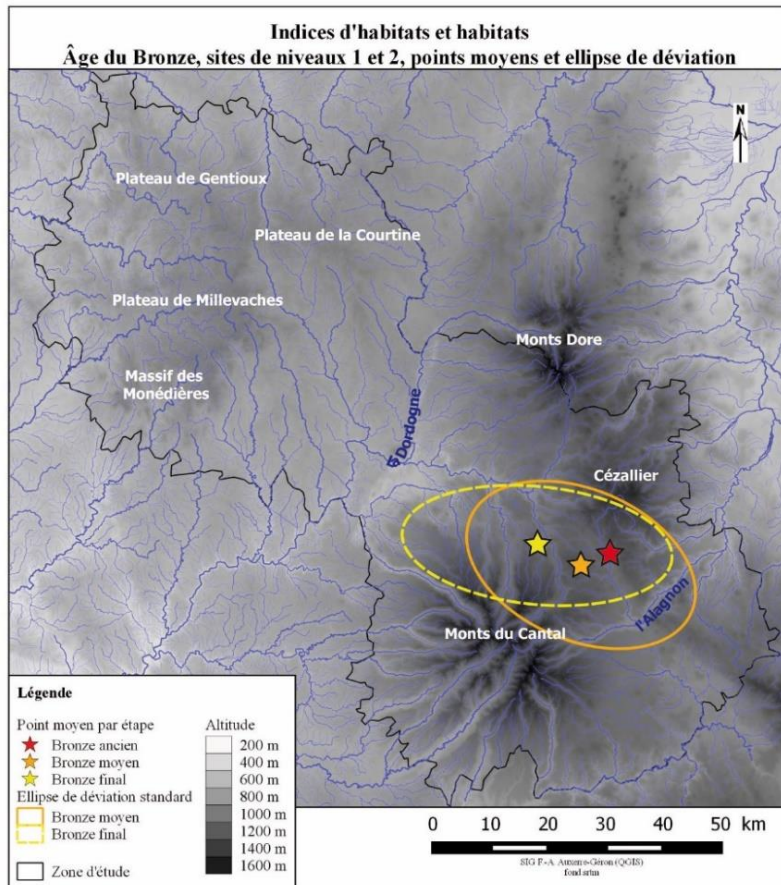 Indices d'habitats et habitats
Âge du Bronze, sites de niveaux 1 et 2, points moyens et ellipse de déviation
N
Plateau de Gentioux
Plateau de la Courtine
Plateau de Millevaches
Monts Dore
Massif des
Monédières
la Dordogne
Cézallier
l'Alagnon
Monts du Cantal
Légende
Point moyen par étape
Bronze ancien
Bronze moyen
Bronze final
Ellipse de déviation standard
Bronze moyen
Bronze final
Zone d'étude
Altitude
200 m
400 m
600 m
800 m
1000 m
1200 m
1400 m
1600 m
0 10 20 30 40 50 km
SIG F.-A. Auxerre-Géron (QGIS)
fond srtm